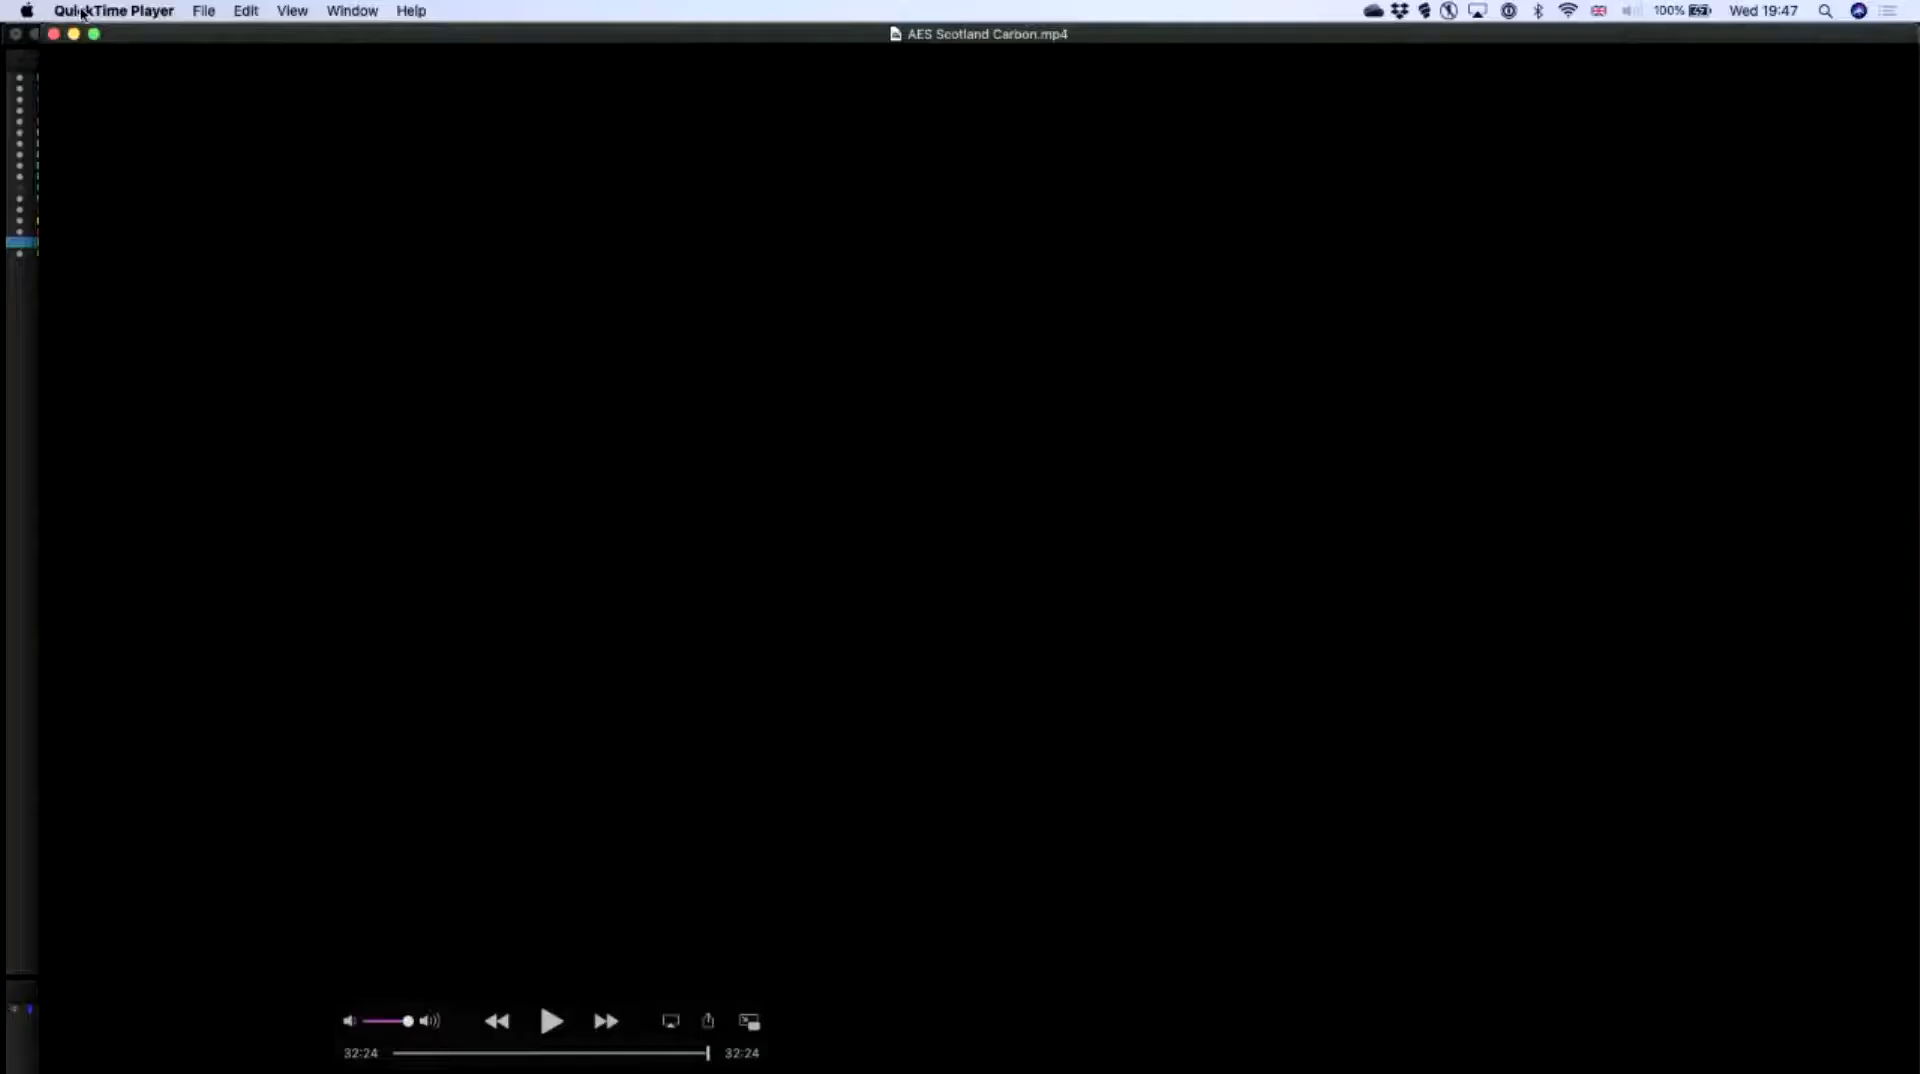 QuickTime Player File Edit View Window Help 100% Wed 19:47
AES Scotland Carbon.mp4
32:24 32:24